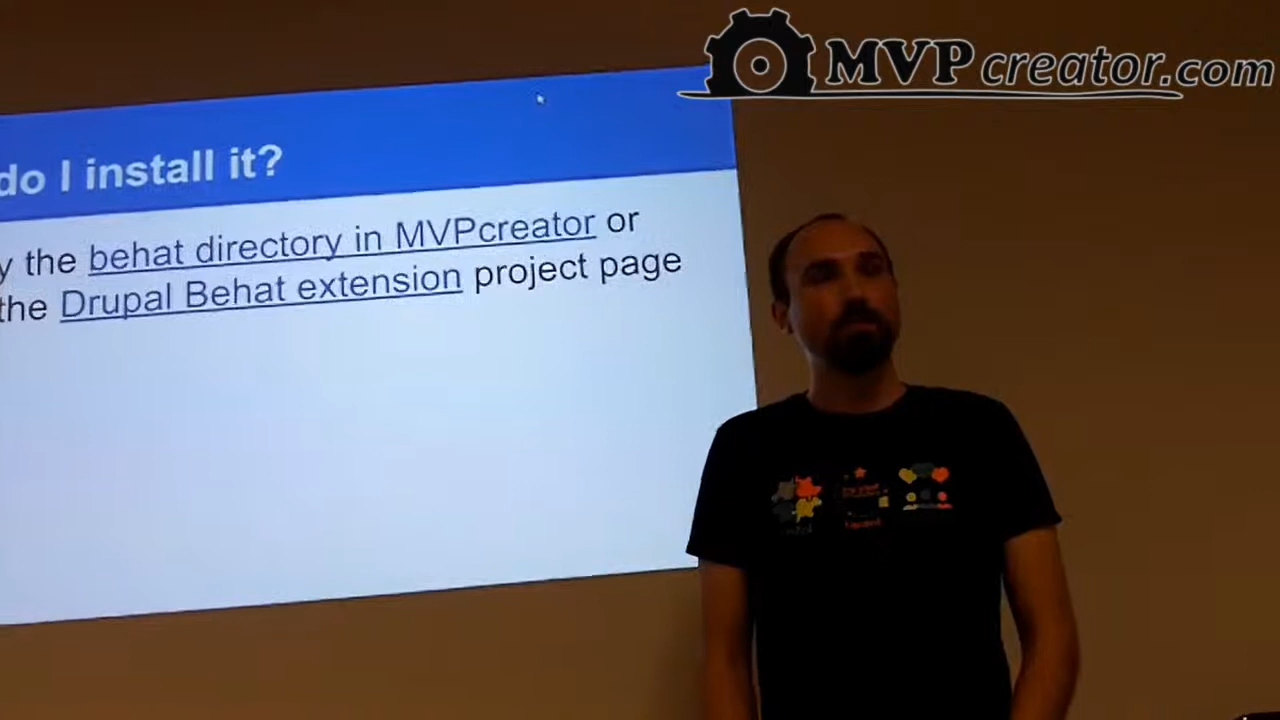 MVPcreator.com
do I install it?
y the behat directory in MVPcreator or
the Drupal Behat extension project page